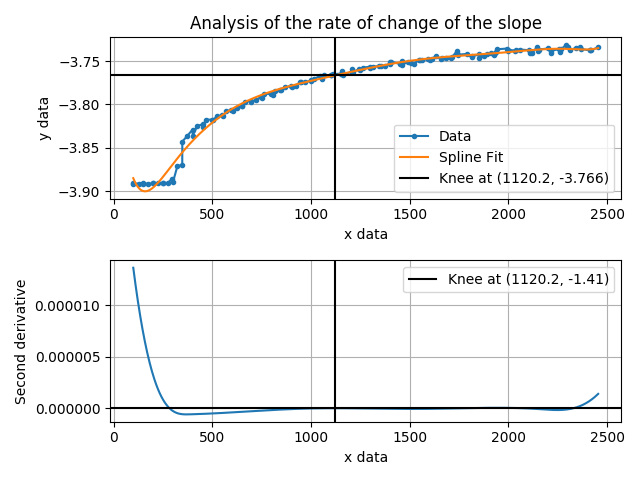 Analysis of the rate of change of the slope
y data
−3.75
−3.80
−3.85
−3.90
Data
Spline Fit
Knee at (1120.2, -3.766)
0 500 1000 1500 2000 2500
x data
Second derivative
0.000010
0.000005
0.000000
Knee at (1120.2, -1.41)
0 500 1000 1500 2000 2500
x data